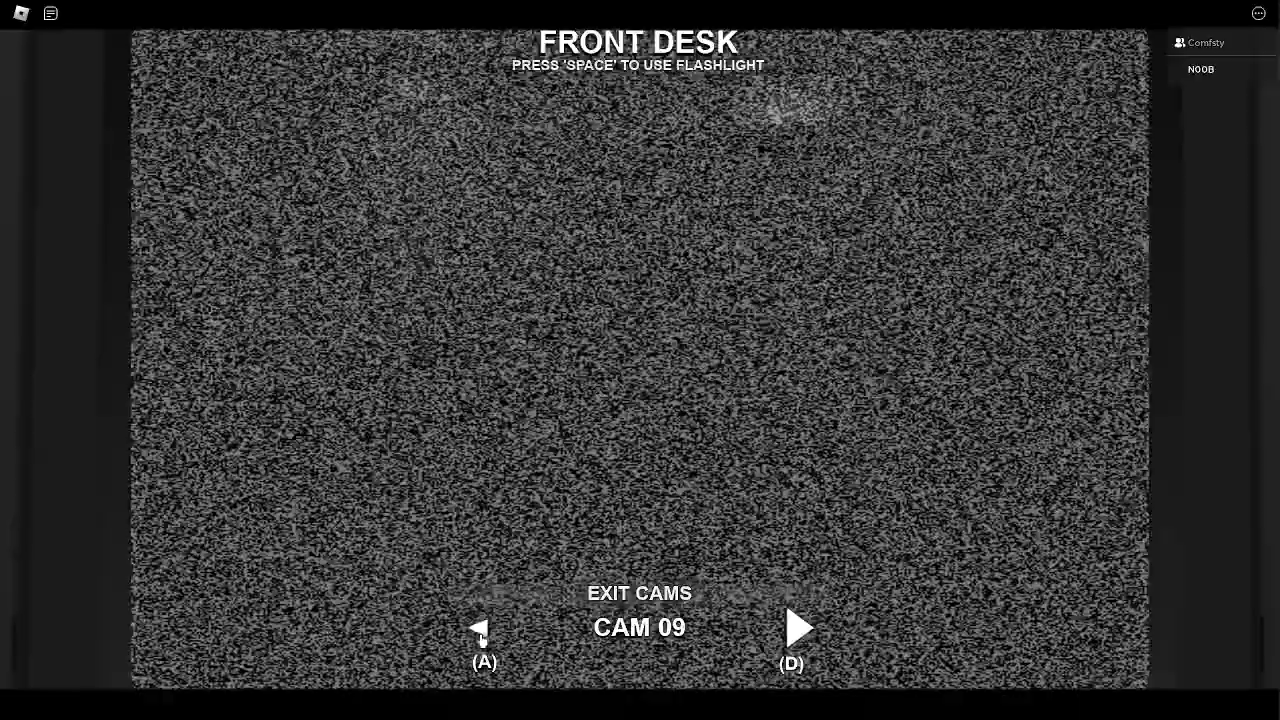 FRONT DESK
PRESS 'SPACE' TO USE FLASHLIGHT
Comfsty
NOOB
EXIT CAMS
CAM 09
(A)
(D)